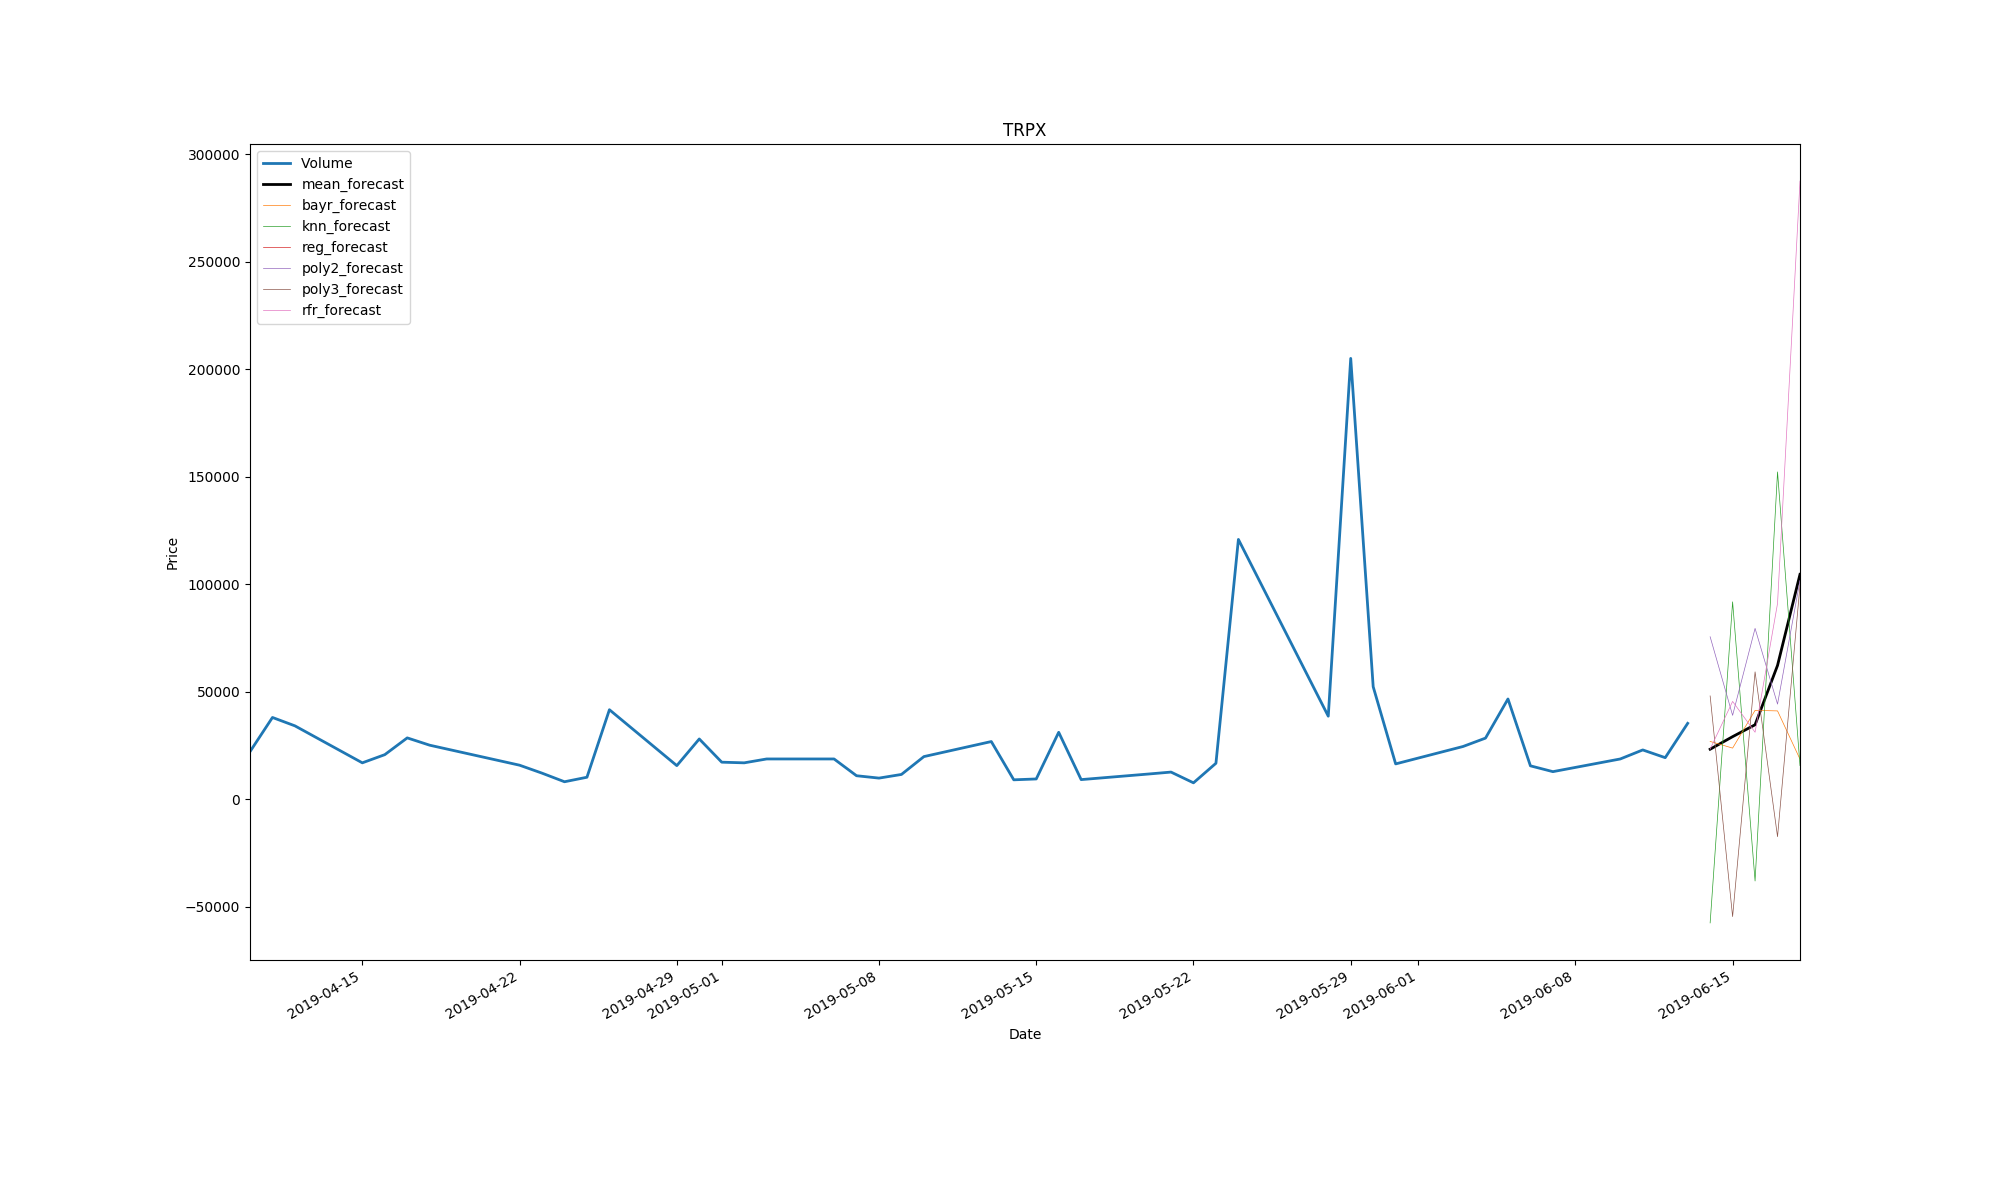 TRPX
300000
250000
200000
150000
100000
50000
0
−50000
Price
Volume
mean_forecast
bayr_forecast
knn_forecast
reg_forecast
poly2_forecast
poly3_forecast
rfr_forecast
2019-04-15
2019-04-22
2019-04-29
2019-05-01
2019-05-08
2019-05-15
2019-05-22
2019-05-29
2019-06-01
2019-06-08
2019-06-15
Date